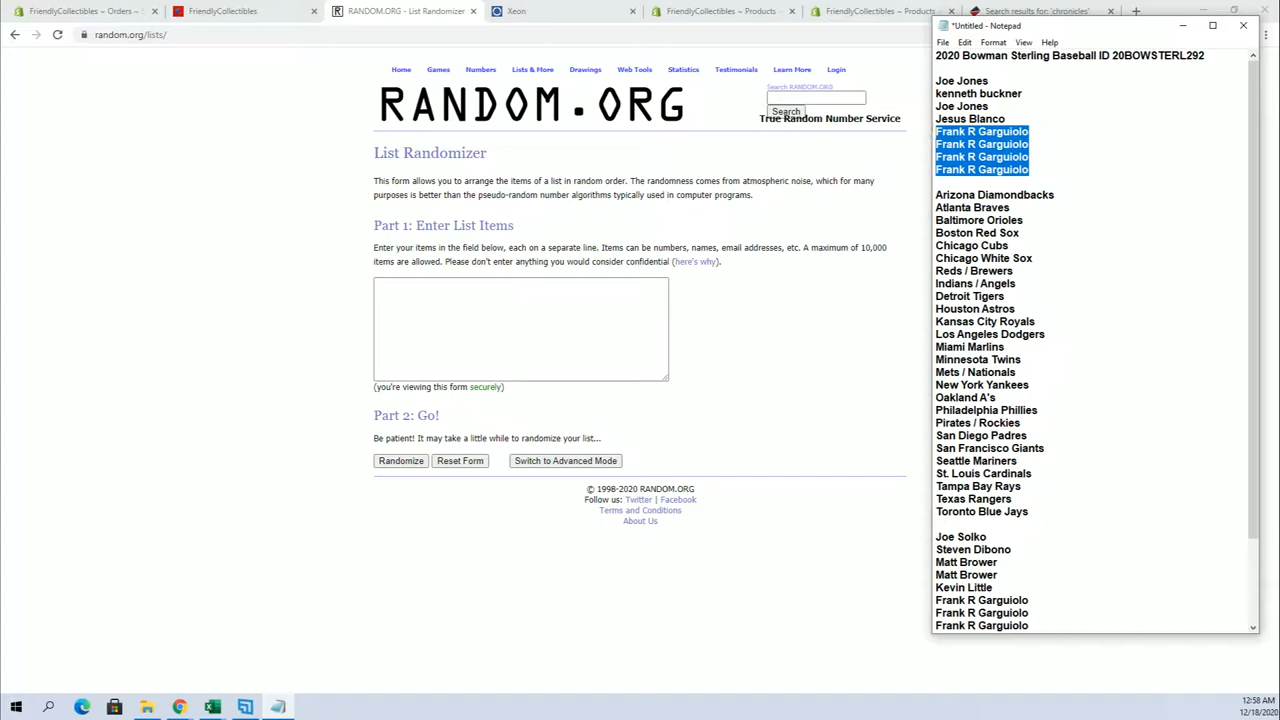 FriendlyCollectibles ~ Orders ~
FriendlyCollectibles
RANDOM.ORG - List Randomizer
Xeon
FriendlyCollectibles ~ Products ~
FriendlyCollectibles ~ Products ~
Search results for: 'chronicles'
random.org/lists/
Home Games Numbers Lists & More Drawings Web Tools Statistics Testimonials Learn More Login
RANDOM.ORG
Search RANDOM.ORG
Search
True Random Number Service
List Randomizer
This form allows you to arrange the items of a list in random order. The randomness comes from atmospheric noise, which for many
purposes is better than the pseudo-random number algorithms typically used in computer programs.
Part 1: Enter List Items
Enter your items in the field below, each on a separate line. Items can be numbers, names, email addresses, etc. A maximum of 10,000
items are allowed. Please don't enter anything you would consider confidential (here's why).
(you're viewing this form securely)
Part 2: Go!
Be patient! It may take a little while to randomize your list...
Randomize Reset Form Switch to Advanced Mode
© 1998-2020 RANDOM.ORG
Follow us: Twitter | Facebook
Terms and Conditions
About Us
*Untitled - Notepad
File Edit Format View Help
2020 Bowman Sterling Baseball ID 20BOWSTERL292
Joe Jones
kenneth buckner
Joe Jones
Jesus Blanco
Frank R Garguiolo
Frank R Garguiolo
Frank R Garguiolo
Frank R Garguiolo
Arizona Diamondbacks
Atlanta Braves
Baltimore Orioles
Boston Red Sox
Chicago Cubs
Chicago White Sox
Reds / Brewers
Indians / Angels
Detroit Tigers
Houston Astros
Kansas City Royals
Los Angeles Dodgers
Miami Marlins
Minnesota Twins
Mets / Nationals
New York Yankees
Oakland A's
Philadelphia Phillies
Pirates / Rockies
San Diego Padres
San Francisco Giants
Seattle Mariners
St. Louis Cardinals
Tampa Bay Rays
Texas Rangers
Toronto Blue Jays
Joe Solko
Steven Dibono
Matt Brower
Matt Brower
Kevin Little
Frank R Garguiolo
Frank R Garguiolo
Frank R Garguiolo
12:58 AM
12/18/2020